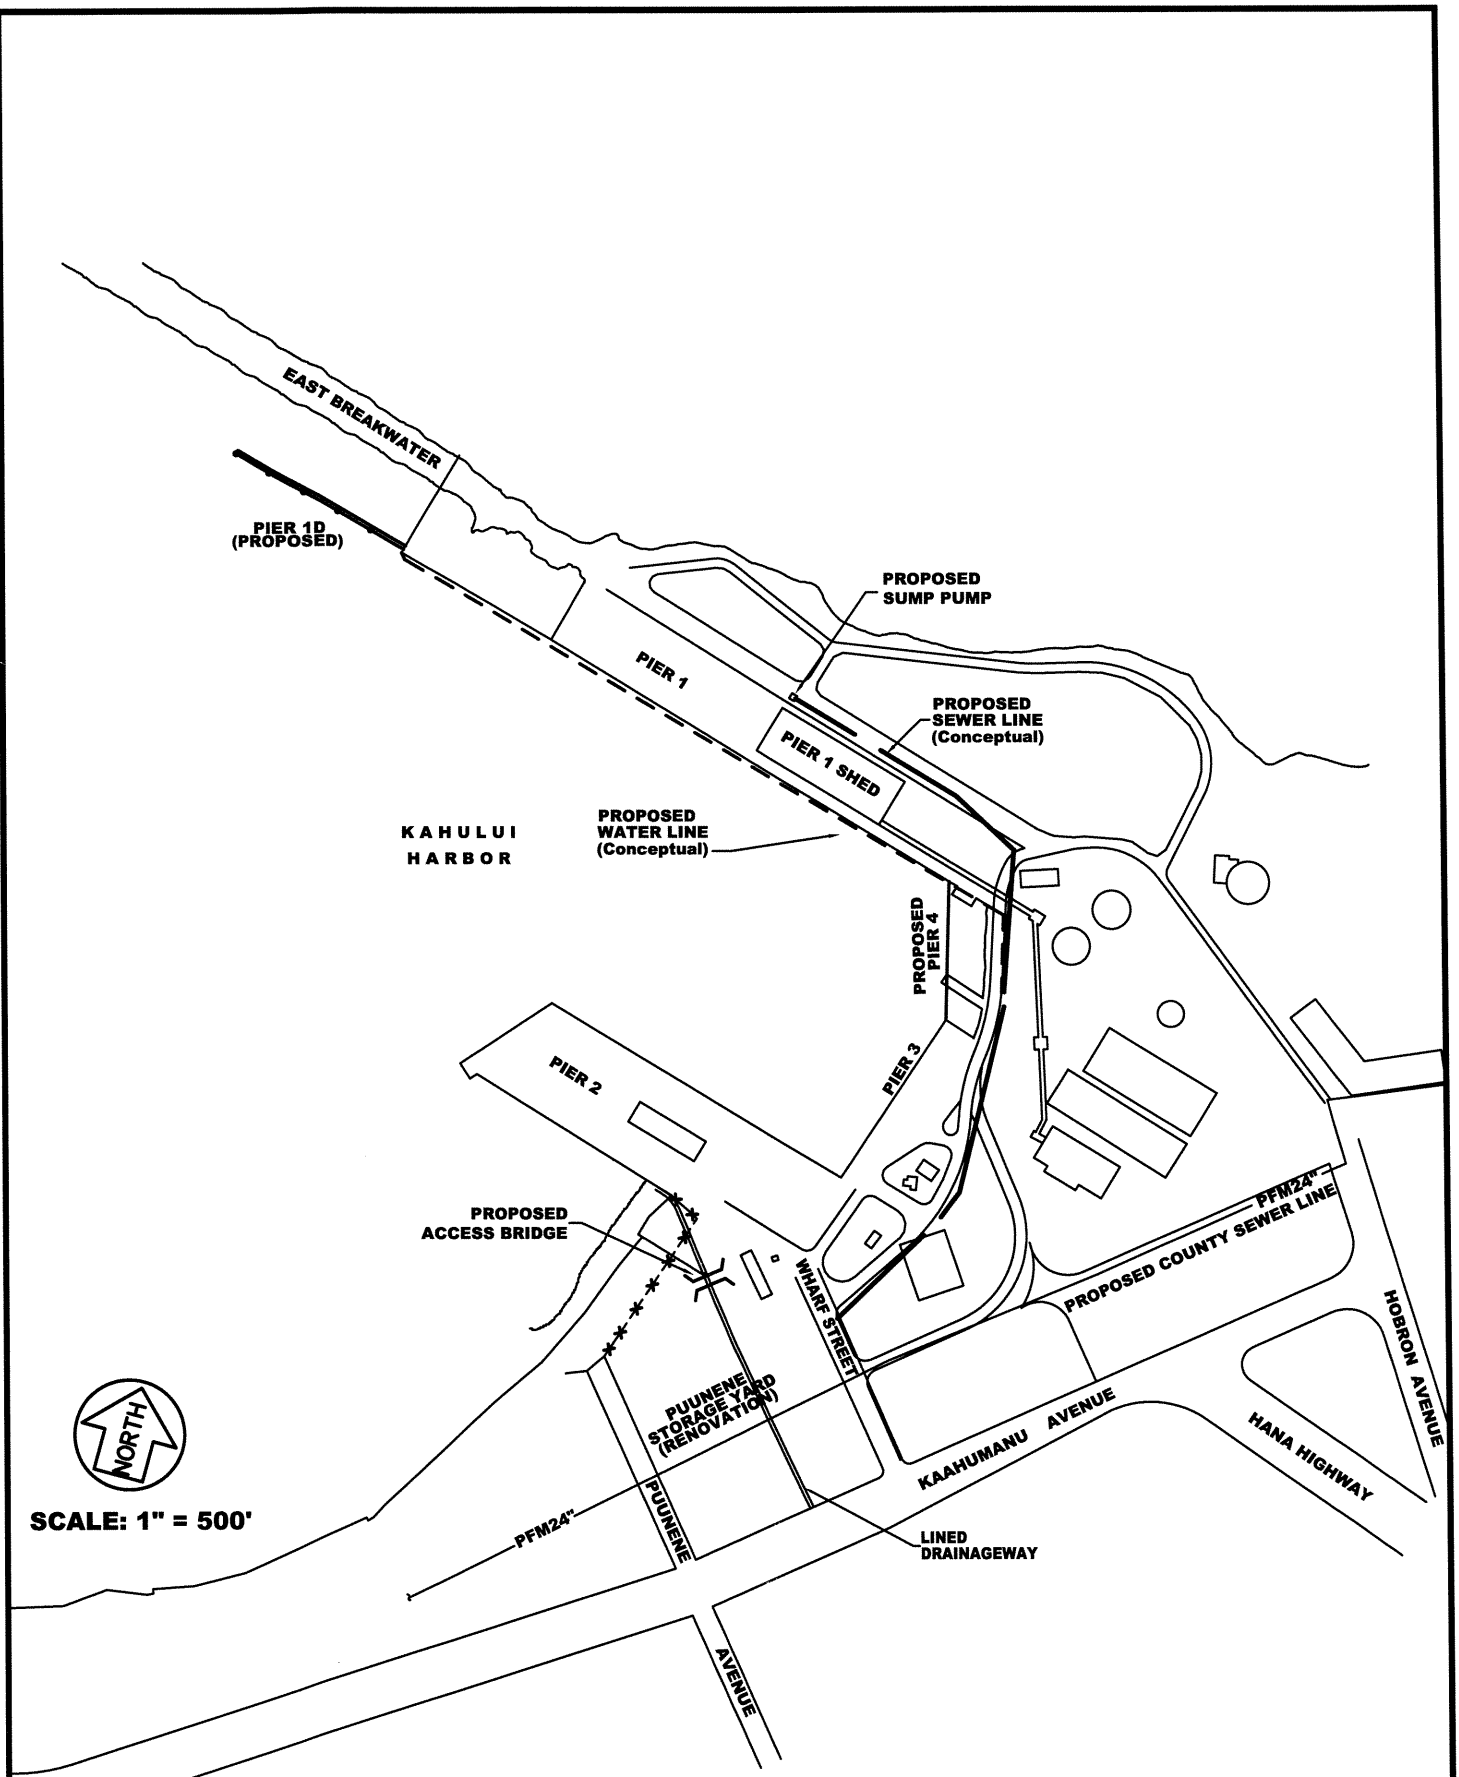 EAST BREAKWATER
PIER 1D
(PROPOSED)
PROPOSED
SUMP PUMP
PIER 1
PROPOSED
SEWER LINE
(Conceptual)
PIER 1 SHED
KAHULUI
HARBOR
PROPOSED
WATER LINE
(Conceptual)
PROPOSED
PIER 4
PIER 3
PIER 2
PROPOSED
ACCESS BRIDGE
PFM24"
PROPOSED COUNTY SEWER LINE
WHARF STREET
HOBRON AVENUE
PUUNENE
STORAGE YARD
(RENOVATION)
KAAHUMANU AVENUE
HANA HIGHWAY
NORTH
SCALE: 1" = 500'
PFM24"
PUUNENE
LINED
DRAINAGEWAY
AVENUE